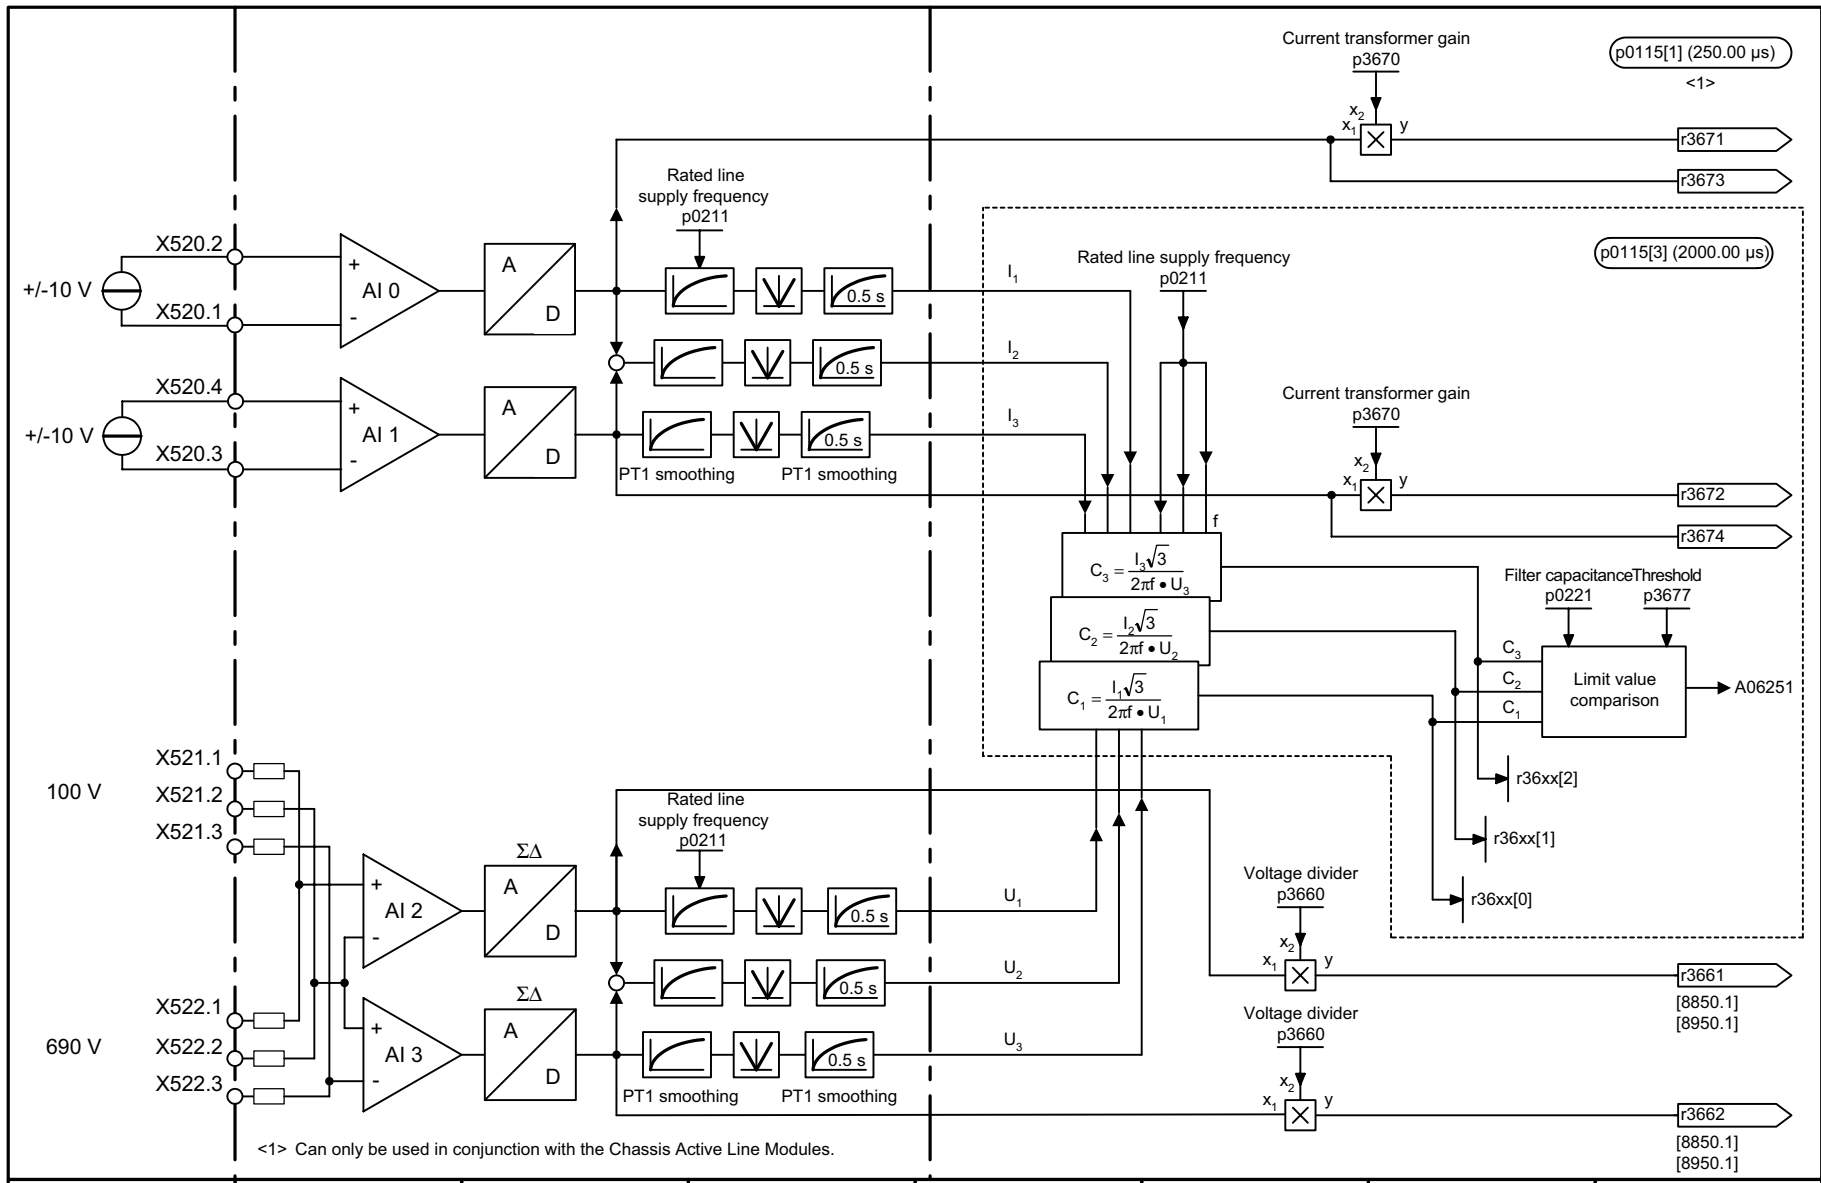 Current transformer gain
p3670
p0115[1] (250.00 µs)
<1>
x2
x1
y
r3671
r3673
Rated line
supply frequency
p0211
X520.2
+/-10 V
X520.1
+
AI 0
-
A
D
0.5 s
I1
Rated line supply frequency
p0211
p0115[3] (2000.00 µs)
0.5 s
I2
X520.4
+/-10 V
X520.3
+
AI 1
-
A
D
0.5 s
PT1 smoothing
PT1 smoothing
I3
Current transformer gain
p3670
x2
x1
y
r3672
r3674
f
C3 = I3√3 / 2πf • U3
C2 = I2√3 / 2πf • U2
C1 = I1√3 / 2πf • U1
Filter capacitance
p0221
Threshold
p3677
C3
C2
C1
Limit value
comparison
A06251
r36xx[2]
r36xx[1]
r36xx[0]
100 V
X521.1
X521.2
X521.3
690 V
X522.1
X522.2
X522.3
+
AI 2
-
ΣΔ
A
D
+
AI 3
-
ΣΔ
A
D
Rated line
supply frequency
p0211
0.5 s
U1
0.5 s
U2
0.5 s
U3
PT1 smoothing
PT1 smoothing
Voltage divider
p3660
x2
x1
y
r3661
[8850.1]
[8950.1]
Voltage divider
p3660
x2
x1
y
r3662
[8850.1]
[8950.1]
<1> Can only be used in conjunction with the Chassis Active Line Modules.